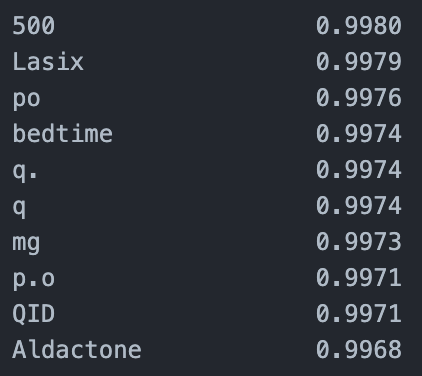 500 0.9980
Lasix 0.9979
po 0.9976
bedtime 0.9974
q. 0.9974
q 0.9974
mg 0.9973
p.o 0.9971
QID 0.9971
Aldactone 0.9968